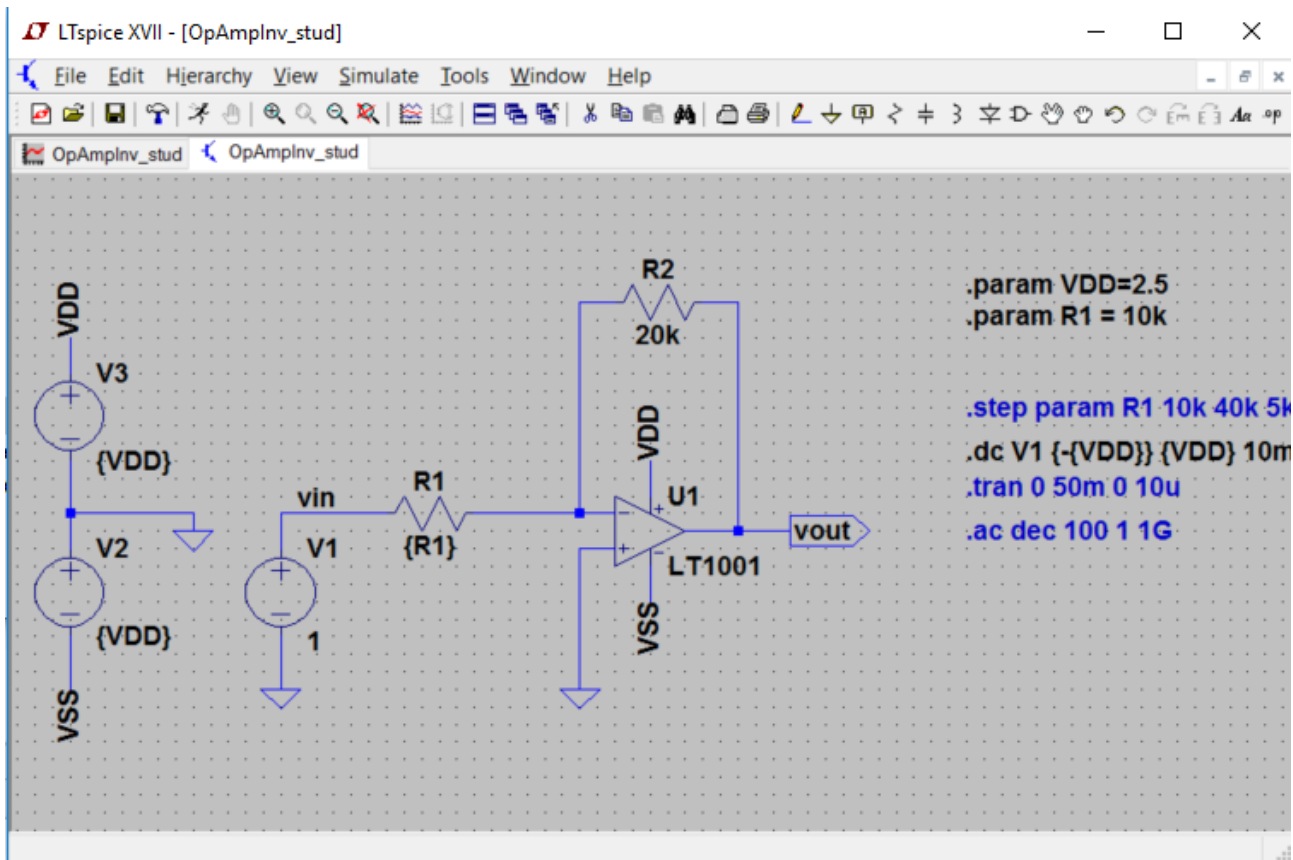 LTspice XVII - [OpAmpInv_stud]
File Edit Hierarchy View Simulate Tools Window Help
Aa .op
OpAmpInv_stud OpAmpInv_stud
VDD
V3
{VDD}
V2
{VDD}
VSS
vin
V1
1
R1
{R1}
R2
20k
VDD
U1
LT1001
VSS
vout
.param VDD=2.5
.param R1 = 10k
.step param R1 10k 40k 5k
.dc V1 {-{VDD}} {VDD} 10m
.tran 0 50m 0 10u
.ac dec 100 1 1G